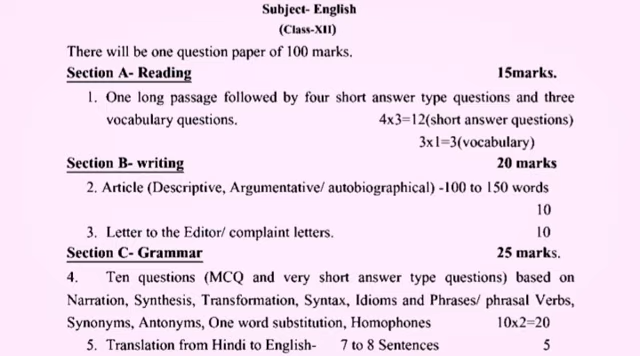 Subject- English
(Class-XII)
There will be one question paper of 100 marks.
Section A- Reading 15marks.
1. One long passage followed by four short answer type questions and three
vocabulary questions. 4x3=12(short answer questions)
3x1=3(vocabulary)
Section B- writing 20 marks
2. Article (Descriptive, Argumentative/ autobiographical) -100 to 150 words
10
3. Letter to the Editor/ complaint letters. 10
Section C- Grammar 25 marks.
4. Ten questions (MCQ and very short answer type questions) based on
Narration, Synthesis, Transformation, Syntax, Idioms and Phrases/ phrasal Verbs,
Synonyms, Antonyms, One word substitution, Homophones 10x2=20
5. Translation from Hindi to English- 7 to 8 Sentences 5